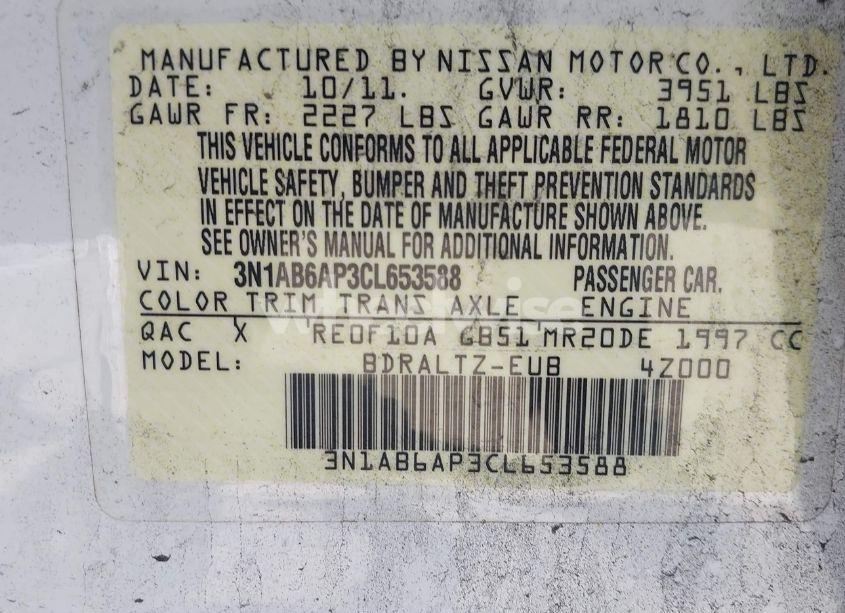 MANUFACTURED BY NISSAN MOTOR CO., LTD.
DATE: 10/11. GVWR: 3951 LBS
GAWR FR: 2227 LBS GAWR RR: 1810 LBS
THIS VEHICLE CONFORMS TO ALL APPLICABLE FEDERAL MOTOR
VEHICLE SAFETY, BUMPER AND THEFT PREVENTION STANDARDS
IN EFFECT ON THE DATE OF MANUFACTURE SHOWN ABOVE.
SEE OWNER'S MANUAL FOR ADDITIONAL INFORMATION.
VIN: 3N1AB6AP3CL653588 PASSENGER CAR.
COLOR TRIM TRANS AXLE ENGINE
QAC X RE0F10A GB51 MR20DE 1997 CC
MODEL: BDRALTZ-EUB 4Z000
3N1AB6AP3CL653588